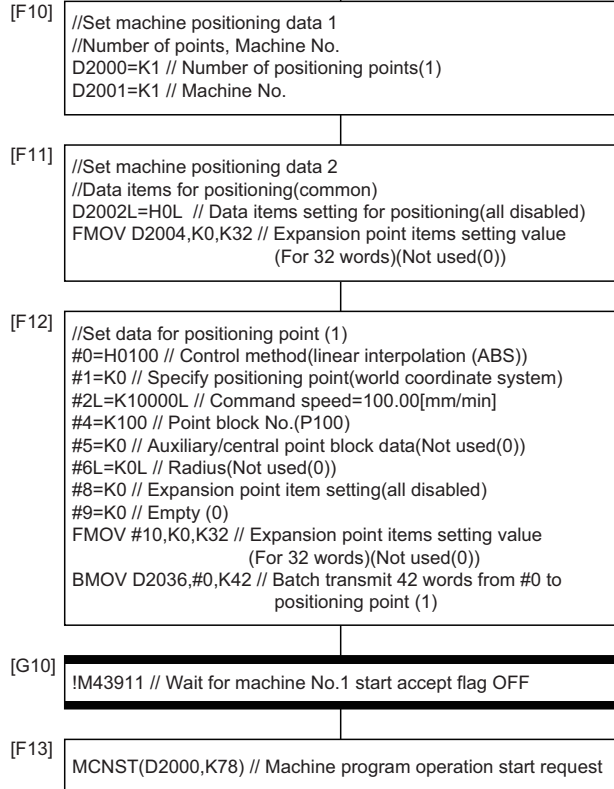 [F10]
//Set machine positioning data 1
//Number of points, Machine No.
D2000=K1 // Number of positioning points(1)
D2001=K1 // Machine No.
[F11]
//Set machine positioning data 2
//Data items for positioning(common)
D2002L=H0L // Data items setting for positioning(all disabled)
FMOV D2004,K0,K32 // Expansion point items setting value
(For 32 words)(Not used(0))
[F12]
//Set data for positioning point (1)
#0=H0100 // Control method(linear interpolation (ABS))
#1=K0 // Specify positioning point(world coordinate system)
#2L=K10000L // Command speed=100.00[mm/min]
#4=K100 // Point block No.(P100)
#5=K0 // Auxiliary/central point block data(Not used(0))
#6L=K0L // Radius(Not used(0))
#8=K0 // Expansion point item setting(all disabled)
#9=K0 // Empty (0)
FMOV #10,K0,K32 // Expansion point items setting value
(For 32 words)(Not used(0))
BMOV D2036,#0,K42 // Batch transmit 42 words from #0 to
positioning point (1)
[G10]
!M43911 // Wait for machine No.1 start accept flag OFF
[F13]
MCNST(D2000,K78) // Machine program operation start request